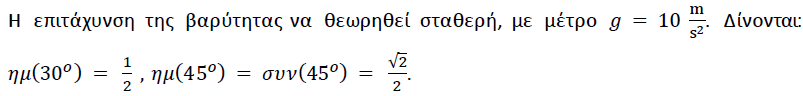 Η επιτάχυνση της βαρύτητας να θεωρηθεί σταθερή, με μέτρο g = 10 m/s². Δίνονται:
ημ(30°) = 1/2 , ημ(45°) = συν(45°) = √2/2.